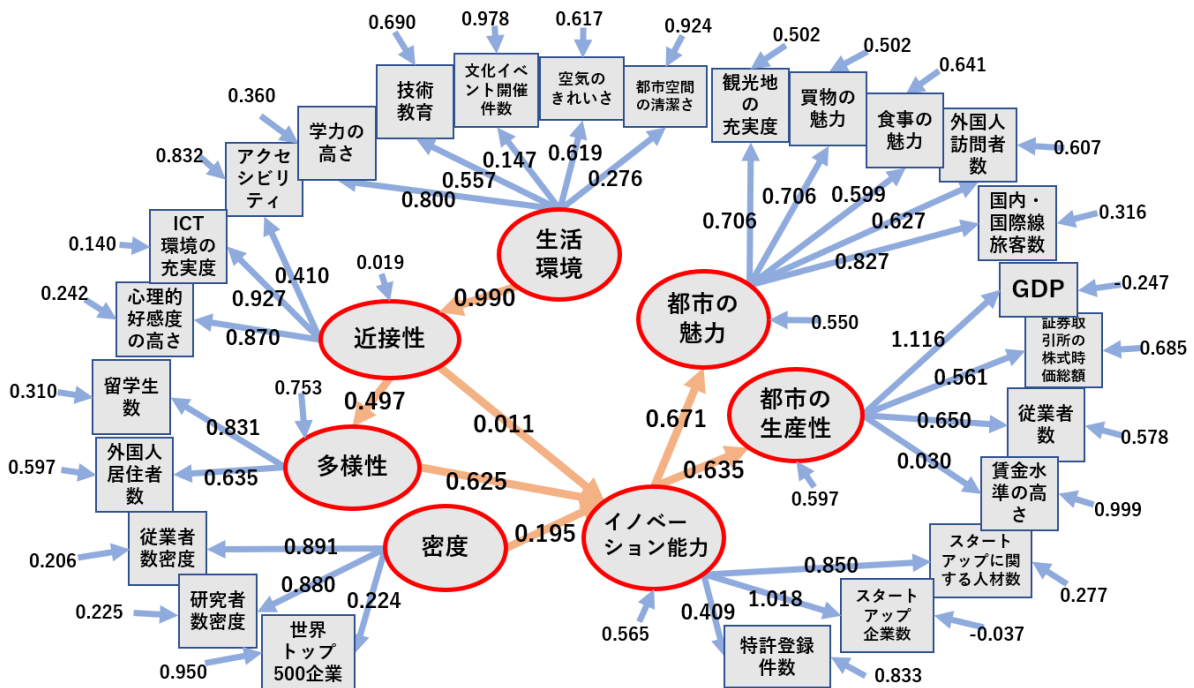 0.690
0.978
0.617
0.924
0.502
0.502
0.641
技術
教育
文化イベ
ント開催
件数
空気の
きれいさ
都市空間
の清潔さ
観光地
の
充実度
買物の
魅力
食事の
魅力
外国人
訪問者
数
0.607
0.360
学力の
高さ
0.832
アクセ
シビリ
ティ
0.147
0.619
0.557
0.276
0.800
0.706
0.706
0.599
0.627
0.827
国内・
国際線
旅客数
0.316
0.140
ICT
環境の
充実度
0.410
0.927
0.870
0.242
心理的
好感度
の高さ
0.019
生活
環境
0.990
近接性
都市の
魅力
0.550
GDP
-0.247
証券取
引所の
株式時
価総額
0.685
1.116
0.561
0.650
0.030
0.310
留学生
数
0.753
0.497
0.011
0.831
0.635
0.671
都市の
生産性
0.635
0.597
従業者
数
0.578
賃金水
準の高
さ
0.999
0.597
外国人
居住者
数
多様性
0.625
0.195
密度
イノベー
ション能力
0.565
0.206
従業者
数密度
0.891
0.880
0.224
0.225
研究者
数密度
0.950
世界
トップ
500企業
0.850
1.018
0.409
スタート
アップに関
する人材数
0.277
スタート
アップ
企業数
-0.037
特許登録
件数
0.833